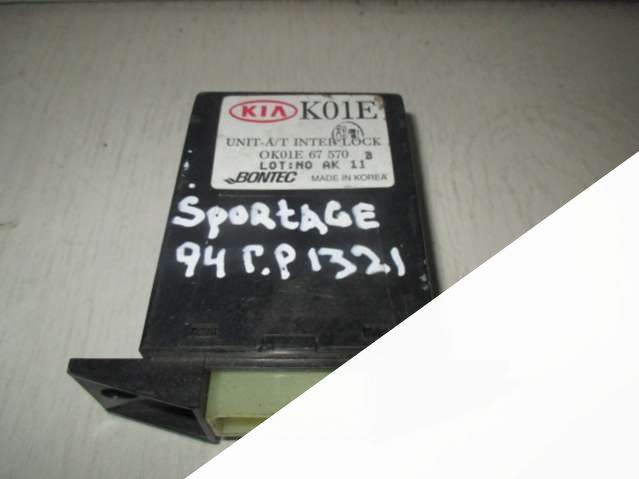 KIA K01E
UNIT-A/T INTER LOCK
OK01E 67 570 B
LOT:NO AK 11
BONTEC MADE IN KOREA
SPORtAGE
94 Г.Р 1321